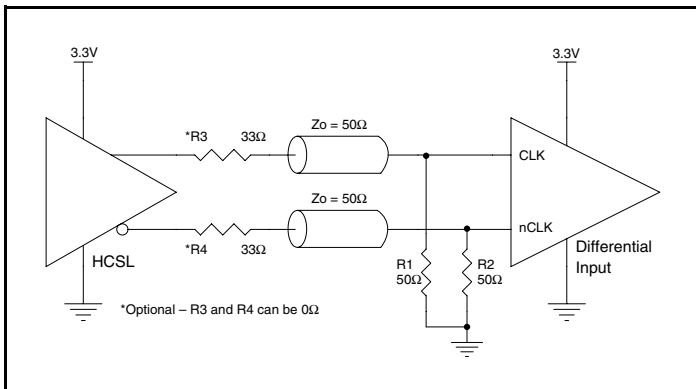 3.3V
3.3V
*R3 33Ω
Zo = 50Ω
CLK
Zo = 50Ω
nCLK
*R4 33Ω
HCSL
Differential
Input
R1
50Ω
R2
50Ω
*Optional – R3 and R4 can be 0Ω